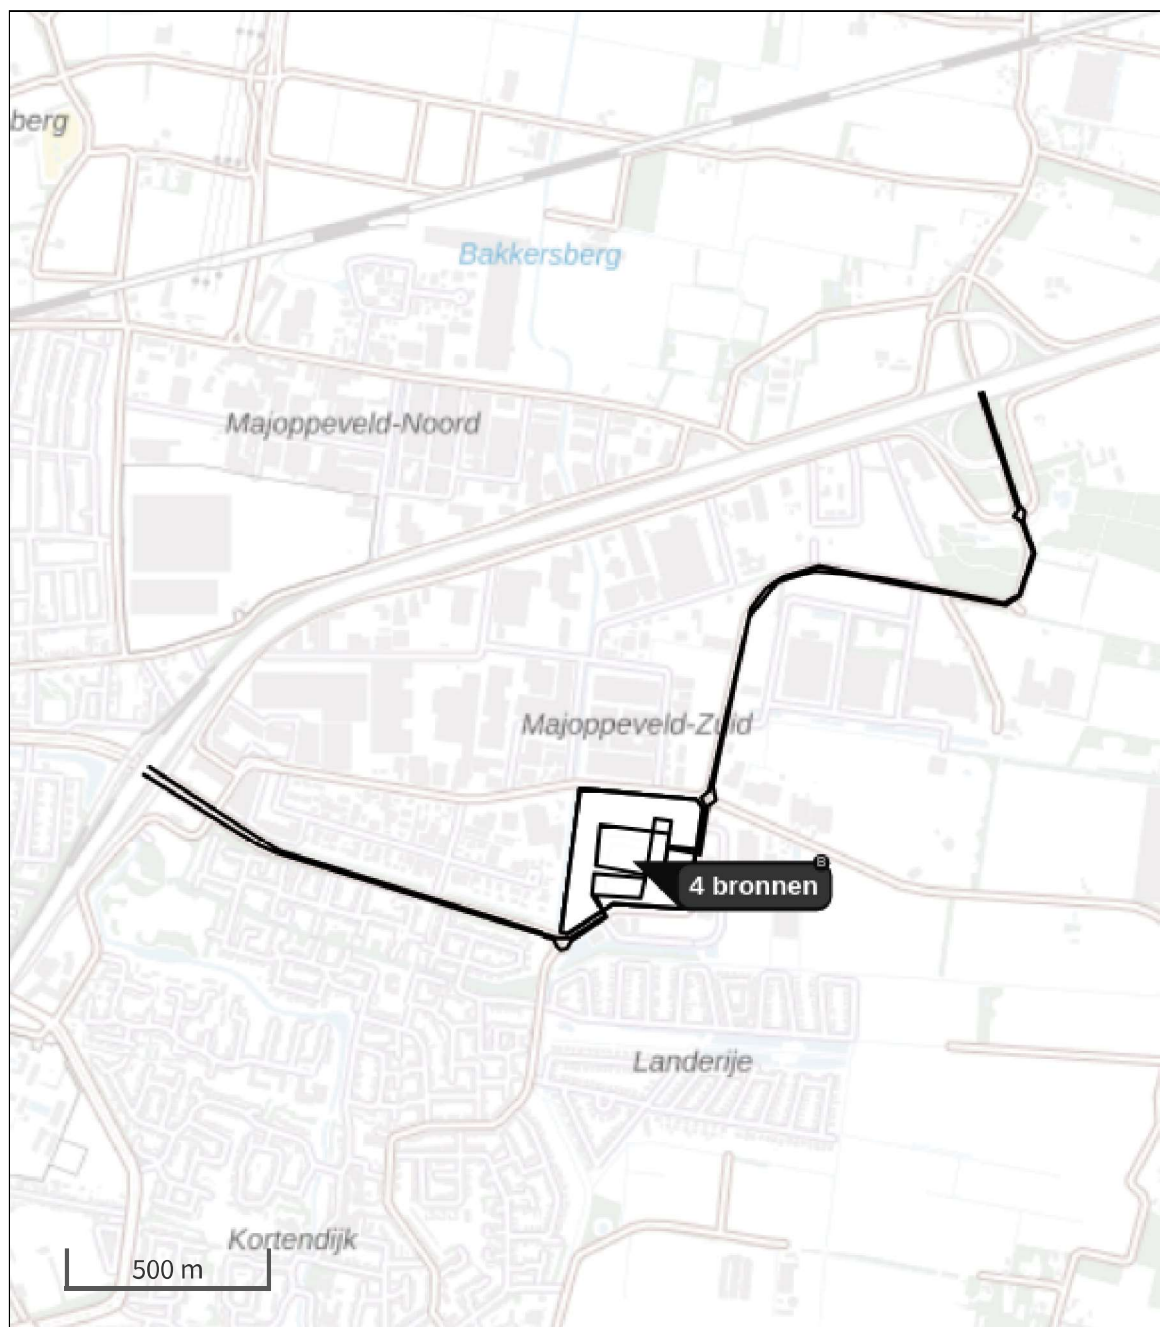 berg
Bakkersberg
Majoppeveld-Noord
Majoppeveld-Zuid
B
4 bronnen
Landerije
Kortendijk
500 m